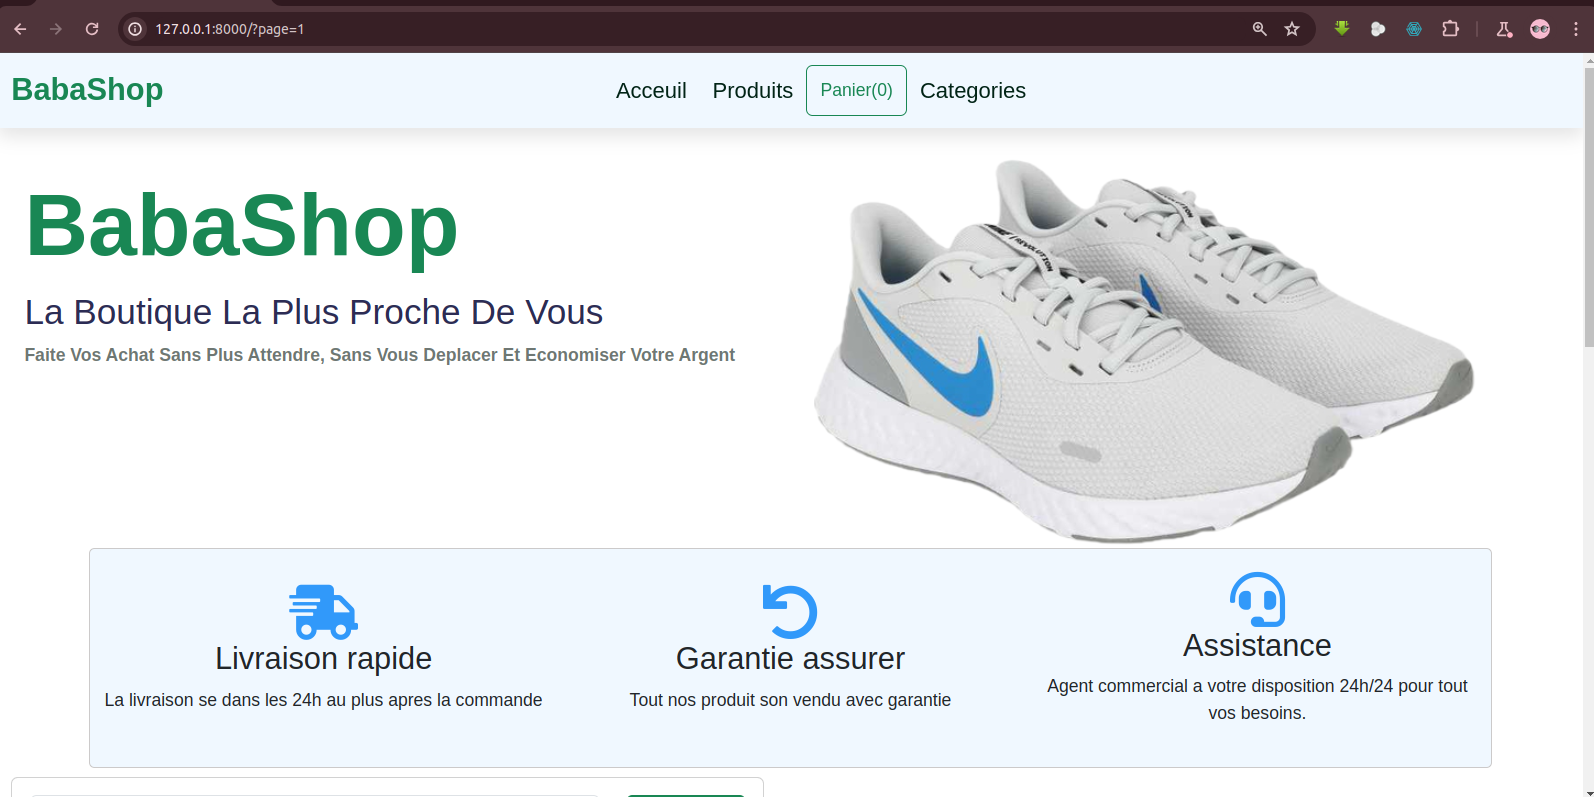 127.0.0.1:8000/?page=1
BabaShop
Acceuil
Produits
Panier(0)
Categories
BabaShop
La Boutique La Plus Proche De Vous
Faite Vos Achat Sans Plus Attendre, Sans Vous Deplacer Et Economiser Votre Argent
REVOLUTION
Livraison rapide
La livraison se dans les 24h au plus apres la commande
Garantie assurer
Tout nos produit son vendu avec garantie
Assistance
Agent commercial a votre disposition 24h/24 pour tout
vos besoins.